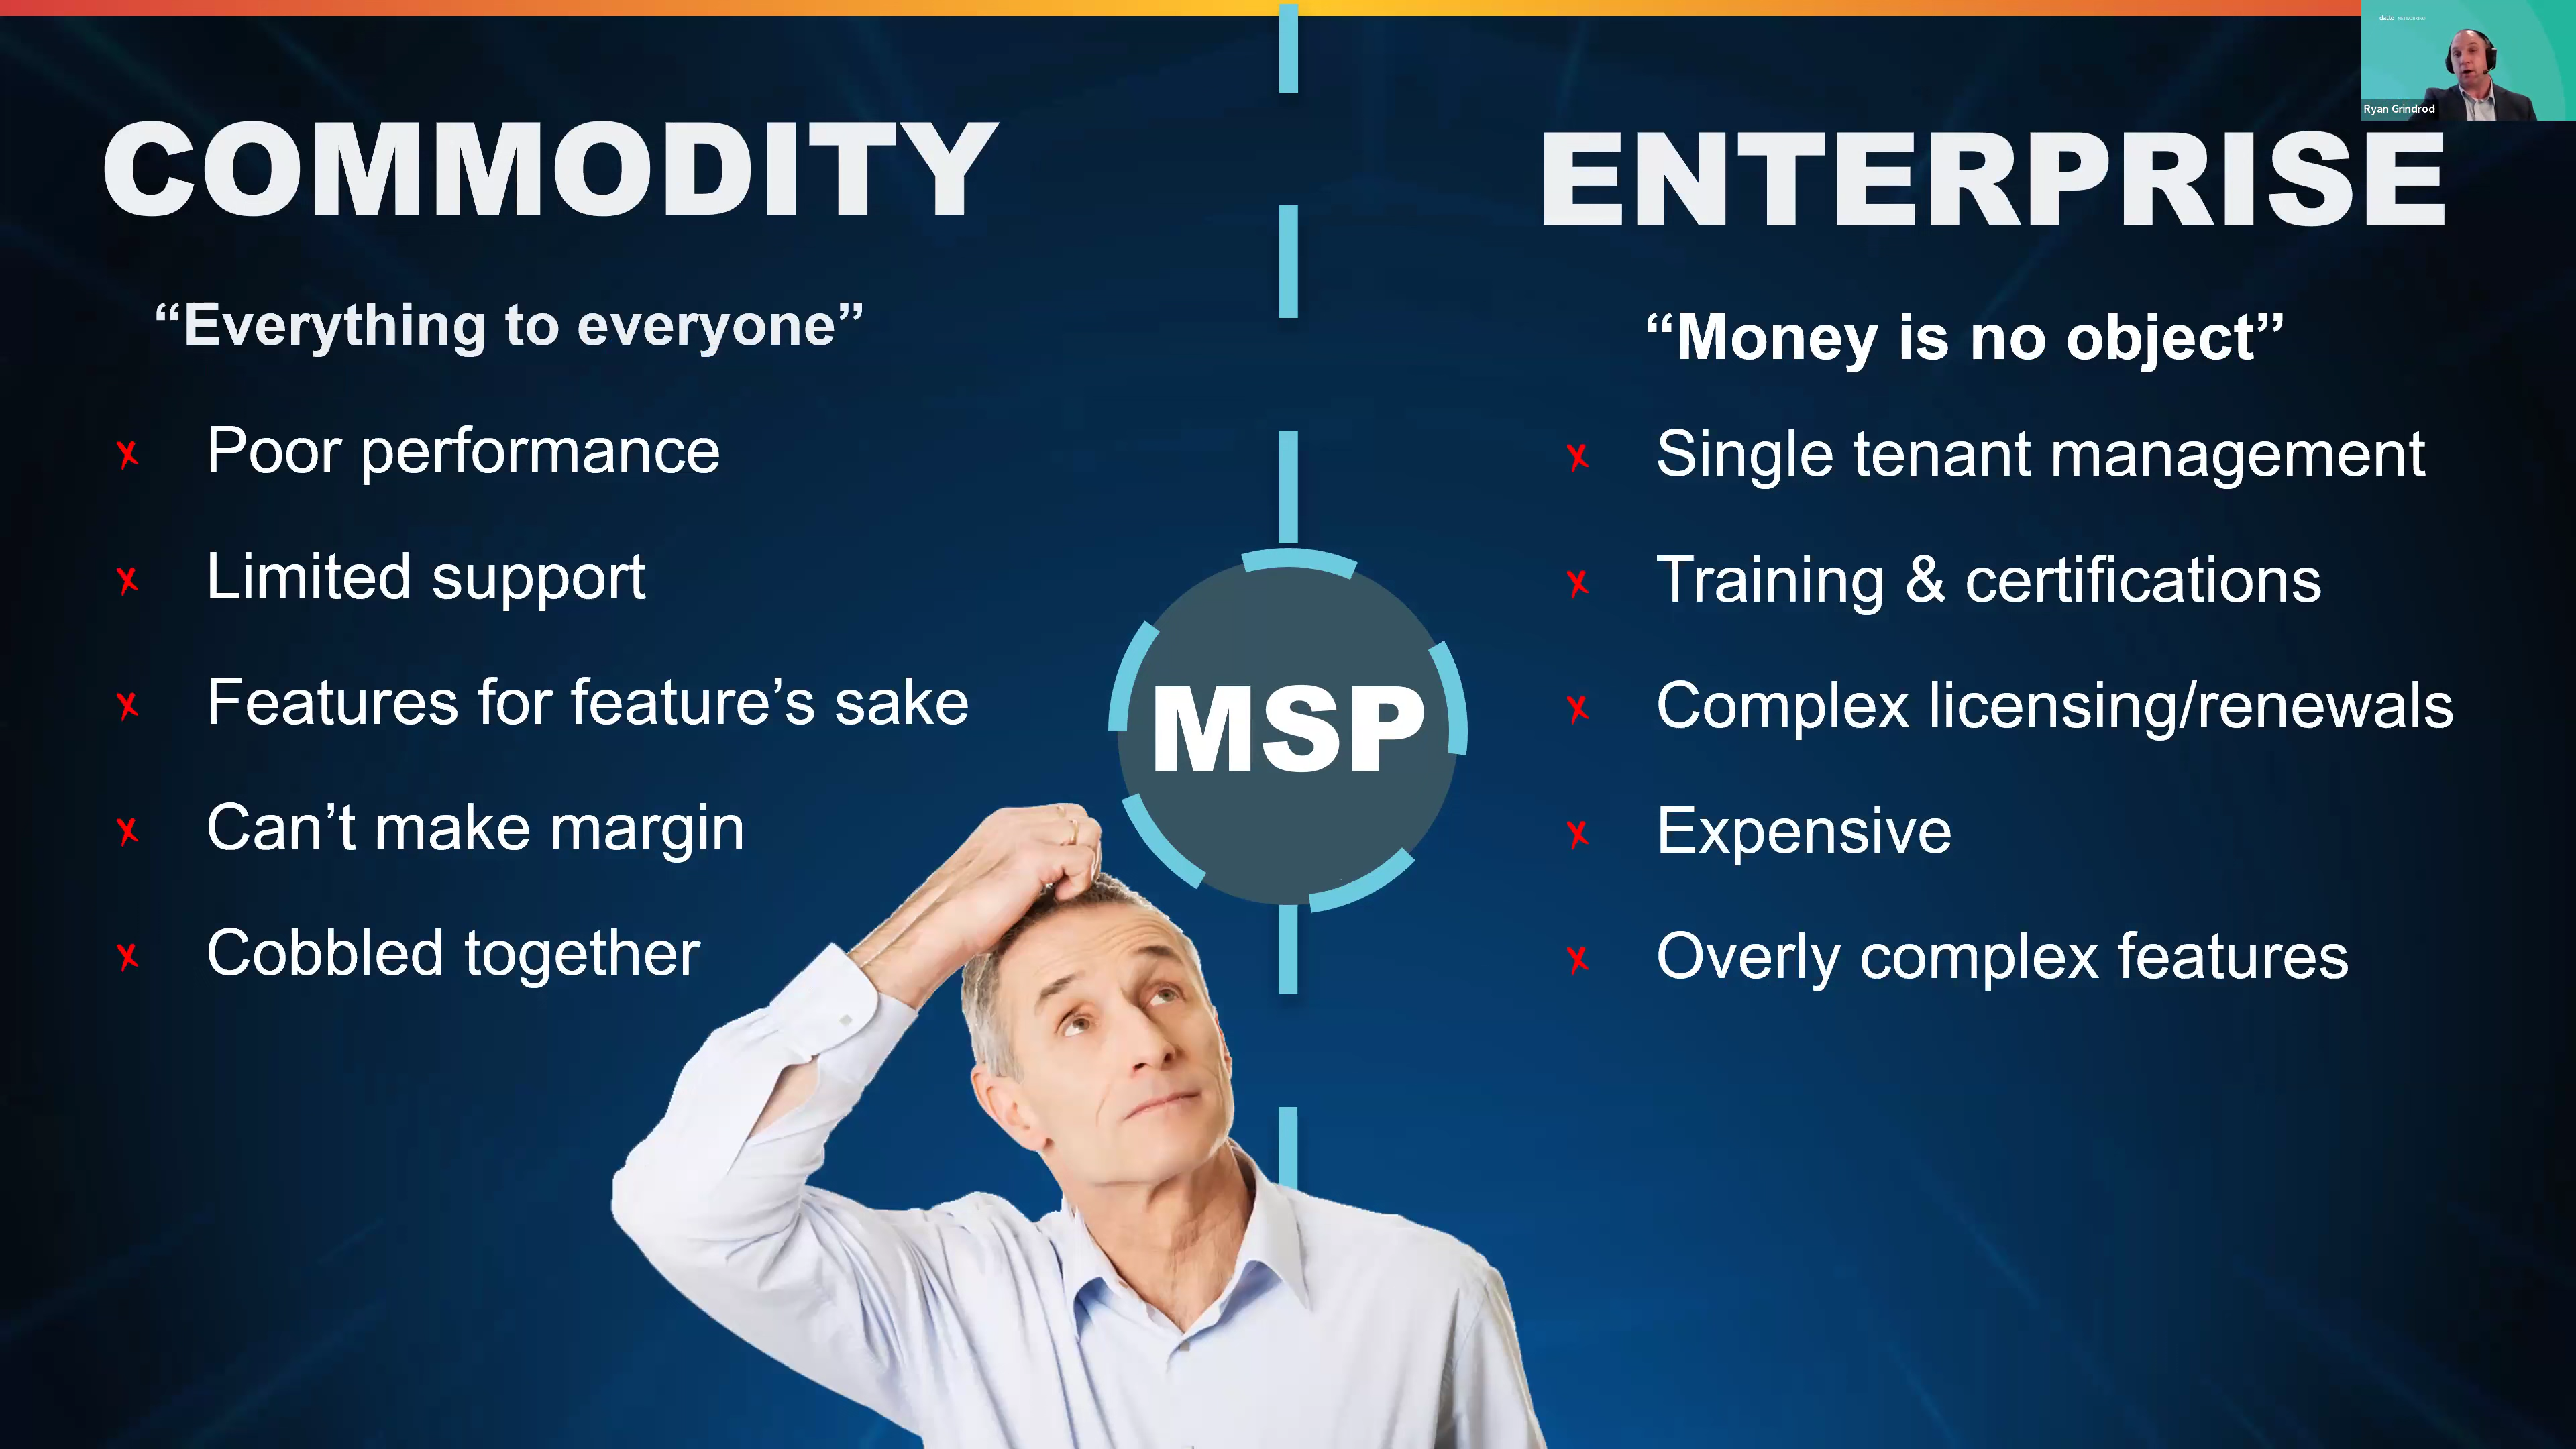 COMMODITY
“Everything to everyone”
x Poor performance
x Limited support
x Features for feature’s sake
x Can’t make margin
x Cobbled together
MSP
ENTERPRISE
“Money is no object”
x Single tenant management
x Training & certifications
x Complex licensing/renewals
x Expensive
x Overly complex features
datto
Ryan Grindrod